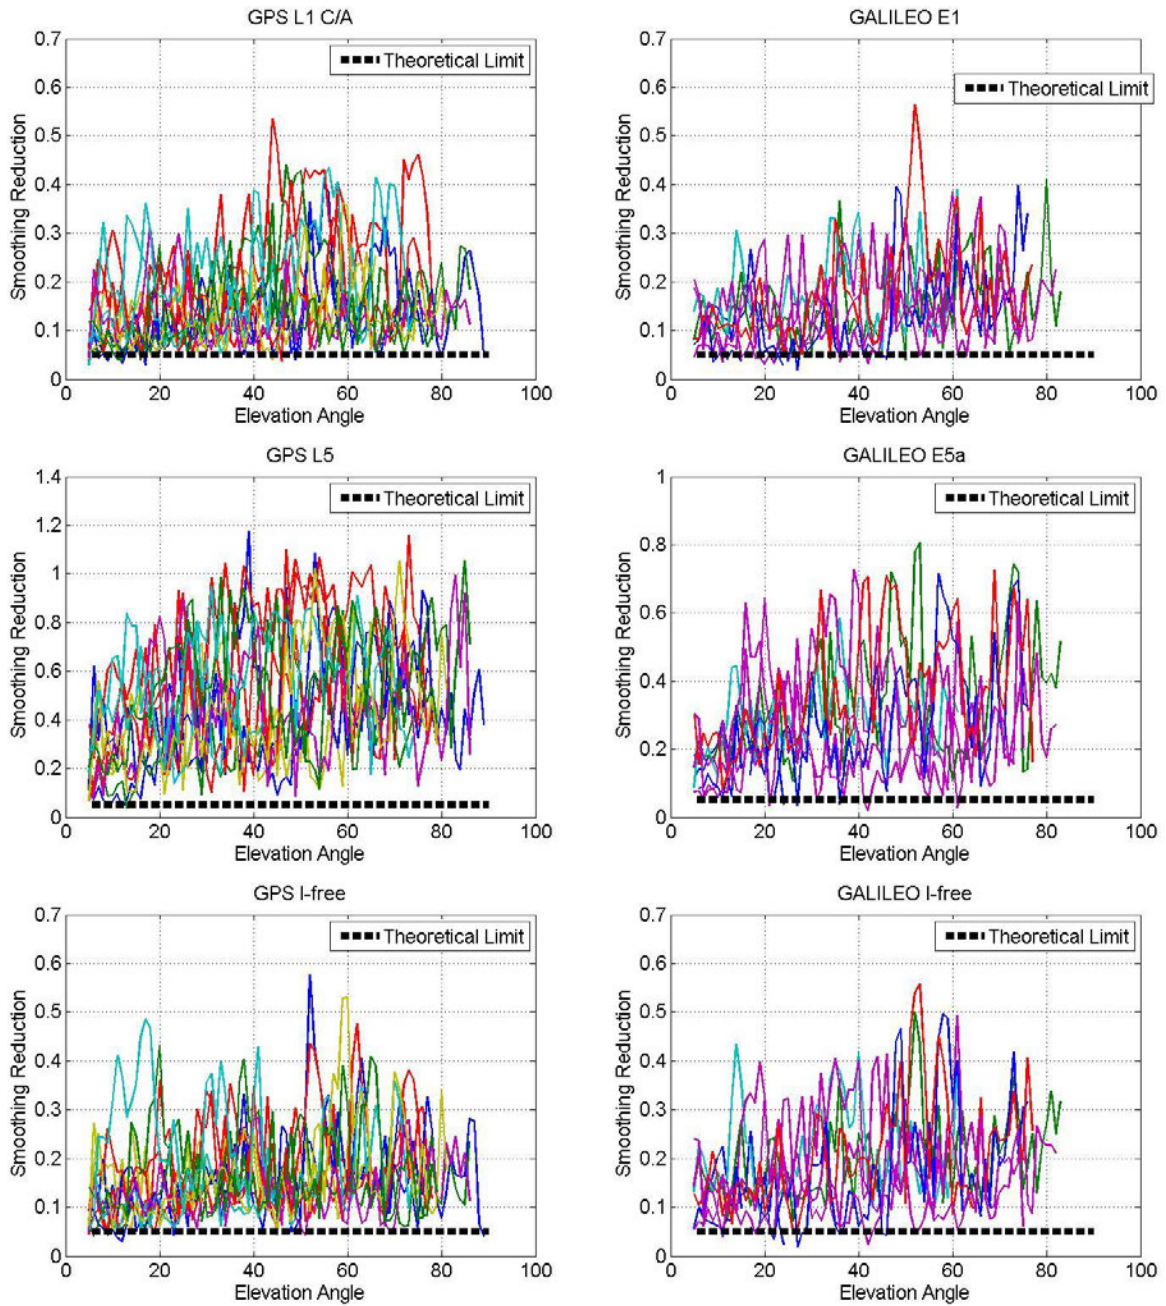 GPS L1 C/A
0.7
0.6
0.5
0.4
0.3
0.2
0.1
0
Smoothing Reduction
Theoretical Limit
0 20 40 60 80 100
Elevation Angle
GALILEO E1
0.7
0.6
0.5
0.4
0.3
0.2
0.1
0
Smoothing Reduction
Theoretical Limit
0 20 40 60 80 100
Elevation Angle
GPS L5
1.4
1.2
1
0.8
0.6
0.4
0.2
0
Smoothing Reduction
Theoretical Limit
0 20 40 60 80 100
Elevation Angle
GALILEO E5a
1
0.8
0.6
0.4
0.2
0
Smoothing Reduction
Theoretical Limit
0 20 40 60 80 100
Elevation Angle
GPS I-free
0.7
0.6
0.5
0.4
0.3
0.2
0.1
0
Smoothing Reduction
Theoretical Limit
0 20 40 60 80 100
Elevation Angle
GALILEO I-free
0.7
0.6
0.5
0.4
0.3
0.2
0.1
0
Smoothing Reduction
Theoretical Limit
0 20 40 60 80 100
Elevation Angle